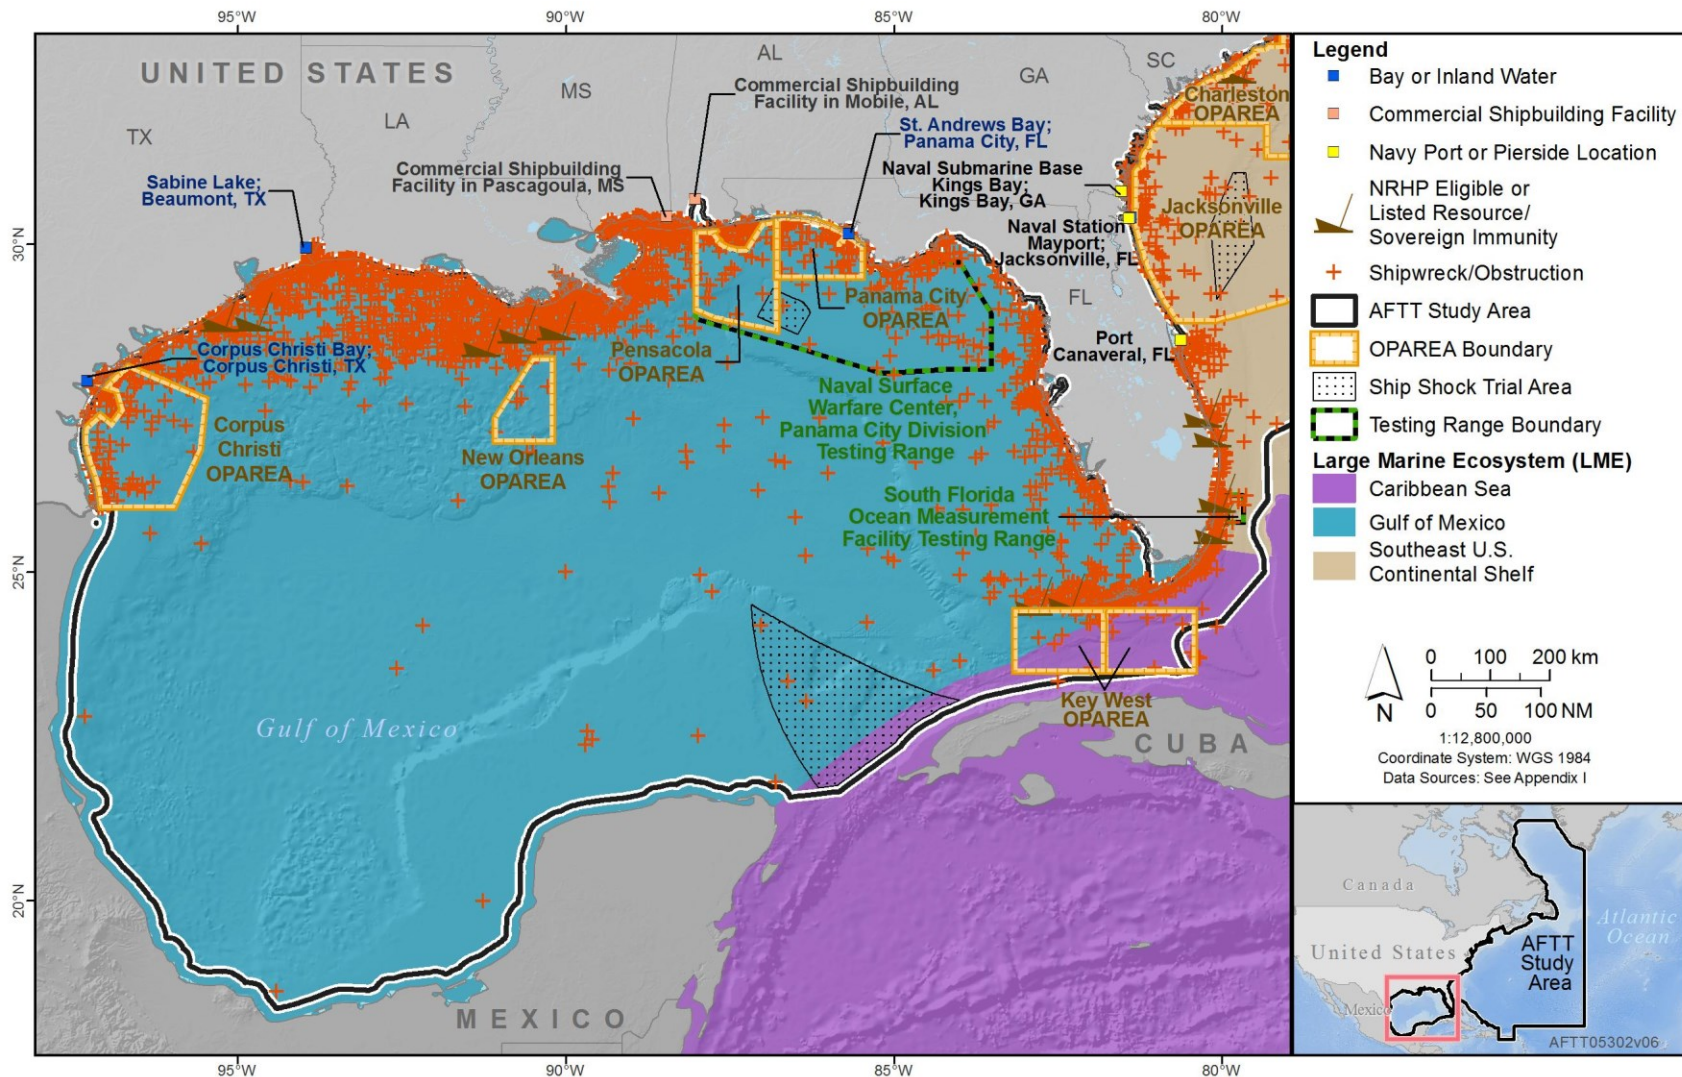 95°W
90°W
85°W
80°W
UNITED STATES
AL
GA
SC
MS
TX
LA
FL
Commercial Shipbuilding
Facility in Mobile, AL
Charleston
OPAREA
St. Andrews Bay;
Panama City, FL
Commercial Shipbuilding
Facility in Pascagoula, MS
Naval Submarine Base
Kings Bay;
Kings Bay, GA
Sabine Lake;
Beaumont, TX
Jacksonville
OPAREA
Naval Station
Mayport;
Jacksonville, FL
30°N
30°N
Panama City
OPAREA
Port
Canaveral, FL
Corpus Christi Bay;
Corpus Christi, TX
Pensacola
OPAREA
Naval Surface
Warfare Center,
Panama City Division
Testing Range
Corpus
Christi
OPAREA
New Orleans
OPAREA
South Florida
Ocean Measurement
Facility Testing Range
25°N
25°N
Key West
OPAREA
Gulf of Mexico
CUBA
20°N
20°N
MEXICO
95°W
90°W
85°W
80°W
Legend
Bay or Inland Water
Commercial Shipbuilding Facility
Navy Port or Pierside Location
NRHP Eligible or
Listed Resource/
Sovereign Immunity
Shipwreck/Obstruction
AFTT Study Area
OPAREA Boundary
Ship Shock Trial Area
Testing Range Boundary
Large Marine Ecosystem (LME)
Caribbean Sea
Gulf of Mexico
Southeast U.S.
Continental Shelf
N
0 100 200 km
0 50 100 NM
1:12,800,000
Coordinate System: WGS 1984
Data Sources: See Appendix I
Canada
United States
Mexico
Atlantic
Ocean
AFTT
Study
Area
AFTT05302v06